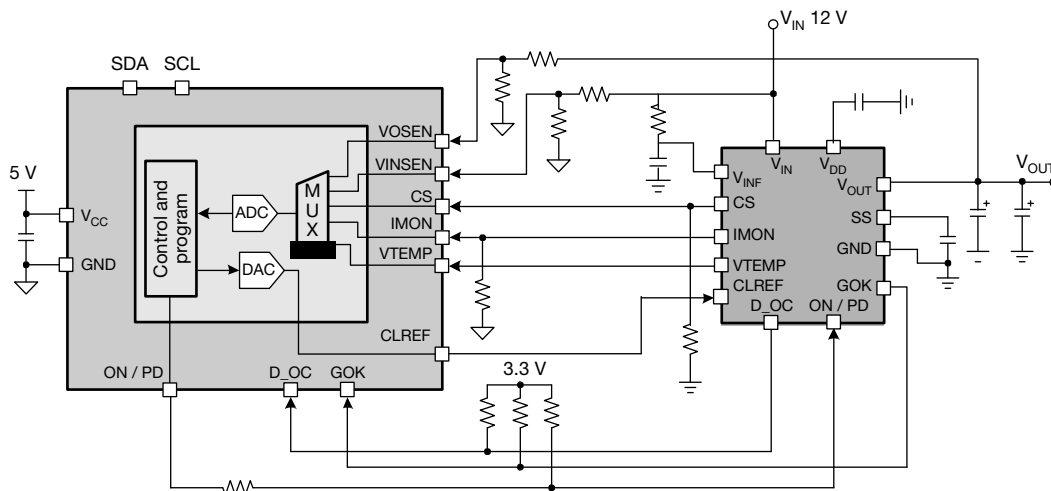 V_IN 12 V
SDA SCL
5 V
V_CC
GND
Control and
program
ADC
DAC
M
U
X
VOSEN
VINSEN
CS
IMON
VTEMP
CLREF
ON / PD
D_OC
GOK
3.3 V
V_IN
V_DD
V_INF
CS
IMON
VTEMP
CLREF
D_OC
ON / PD
V_OUT
SS
GND
GOK
V_OUT
+
+